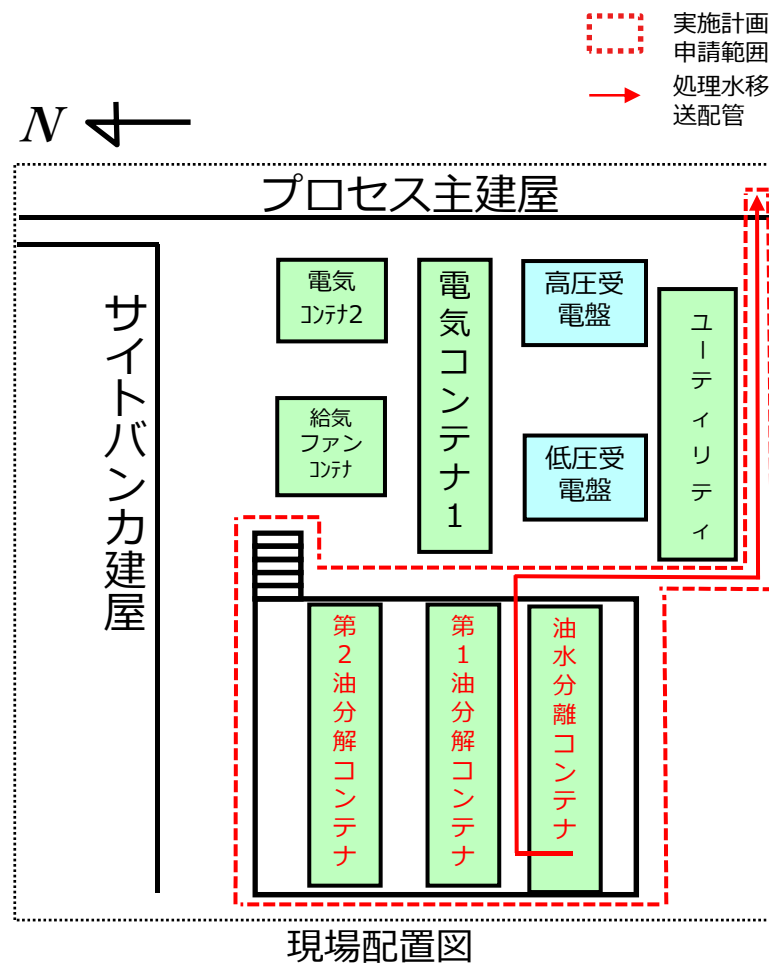 実施計画
申請範囲
処理水移
送配管
N
プロセス主建屋
サイトバンカ建屋
電気
ｺﾝﾃﾅ2
電気コンテナ1
高圧受
電盤
ユーティリティ
給気
ファン
ｺﾝﾃﾅ
低圧受
電盤
第2油分解コンテナ
第1油分解コンテナ
油水分離コンテナ
現場配置図